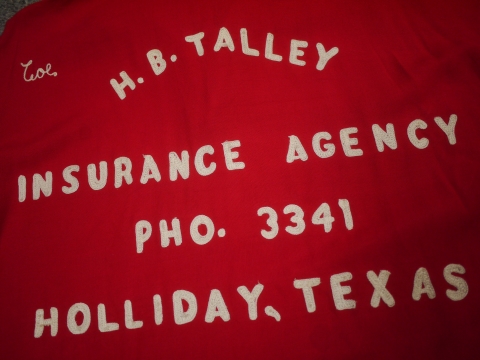 H. B. TALLEY
INSURANCE AGENCY
PHO. 3341
HOLLIDAY, TEXAS